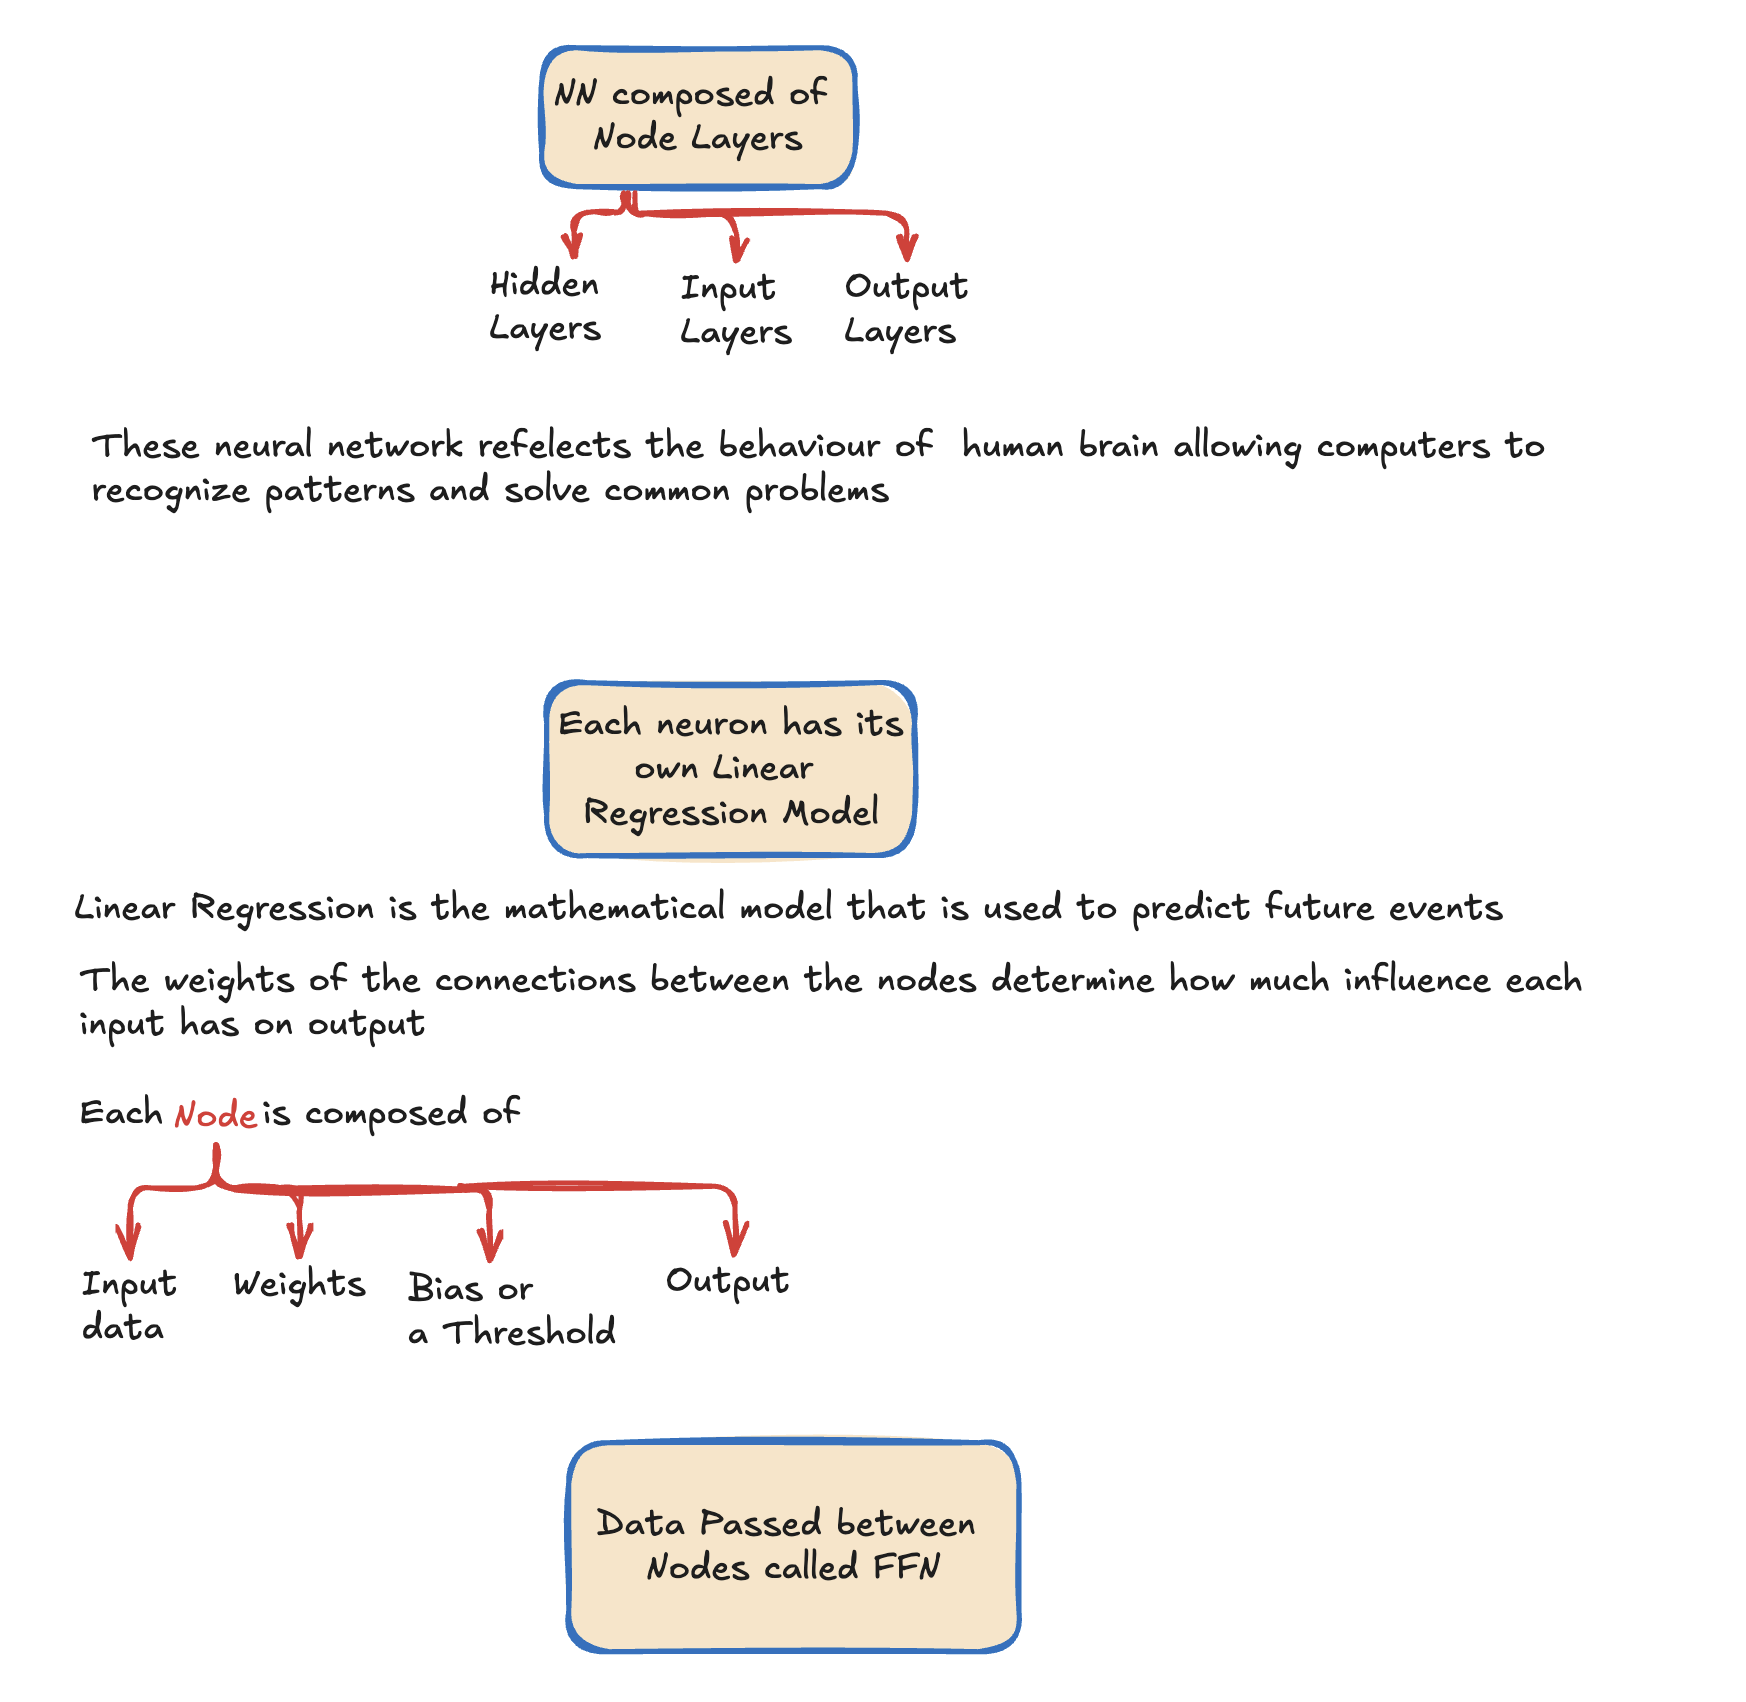 NN composed of
Node Layers
Hidden
Layers
Input
Layers
Output
Layers
These neural network refelects the behaviour of  human brain allowing computers to
recognize patterns and solve common problems
Each neuron has its
own Linear
Regression Model
Linear Regression is the mathematical model that is used to predict future events
The weights of the connections between the nodes determine how much influence each
input has on output
Each Node is composed of
Input
data
Weights
Bias or
a Threshold
Output
Data Passed between
Nodes called FFN